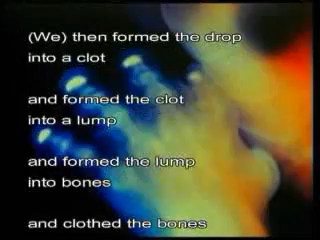 (We) then formed the drop
into a clot
and formed the clot
into a lump
and formed the lump
into bones
and clothed the bones